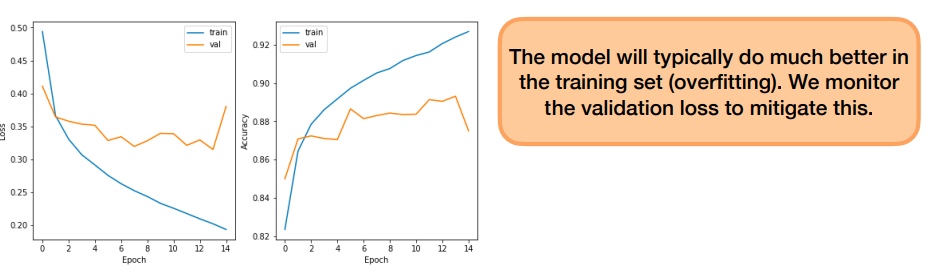 0.50
0.45
0.40
0.35
0.30
0.25
0.20
Loss
0 2 4 6 8 10 12 14
Epoch
train
val
0.92
0.90
0.88
0.86
0.84
0.82
Accuracy
0 2 4 6 8 10 12 14
Epoch
train
val
The model will typically do much better in
the training set (overfitting). We monitor
the validation loss to mitigate this.